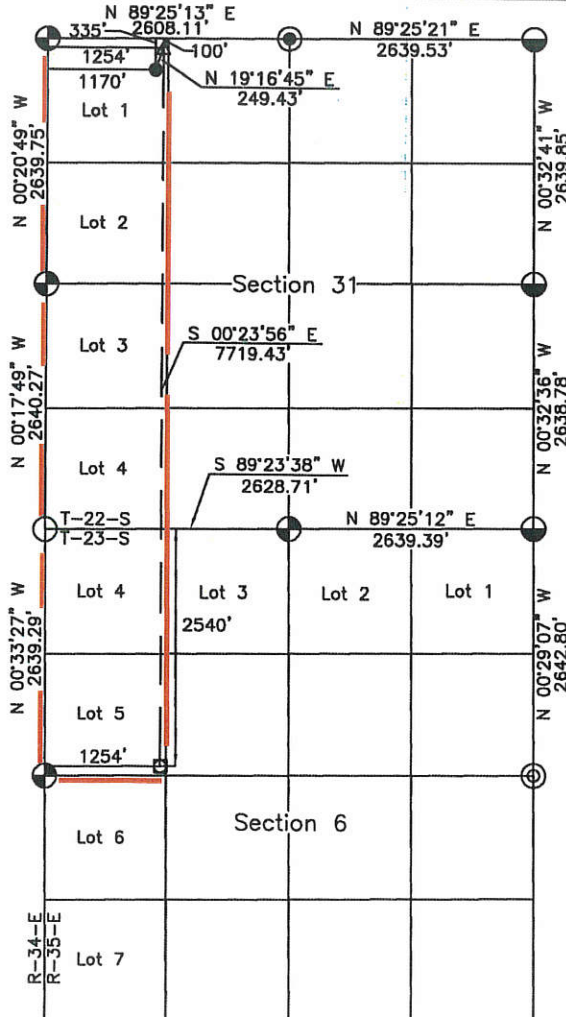 N 89°25'13" E
2608.11'
335'
100'
1254'
1170'
N 89°25'21" E
2639.53'
N 19°16'45" E
249.43'
Lot 1
N 00°20'49" W
2639.75'
N 00°32'41" W
2639.85'
Lot 2
Section 31
Lot 3
S 00°23'56" E
7719.43'
N 00°17'49" W
2640.27'
N 00°32'36" W
2638.78'
Lot 4
S 89°23'38" W
2628.71'
T-22-S
T-23-S
N 89°25'12" E
2639.39'
Lot 4
Lot 3
Lot 2
Lot 1
2540'
N 00°33'27" W
2639.29'
N 00°29'07" W
2642.80'
Lot 5
1254'
Lot 6
Section 6
R-34-E
R-35-E
Lot 7